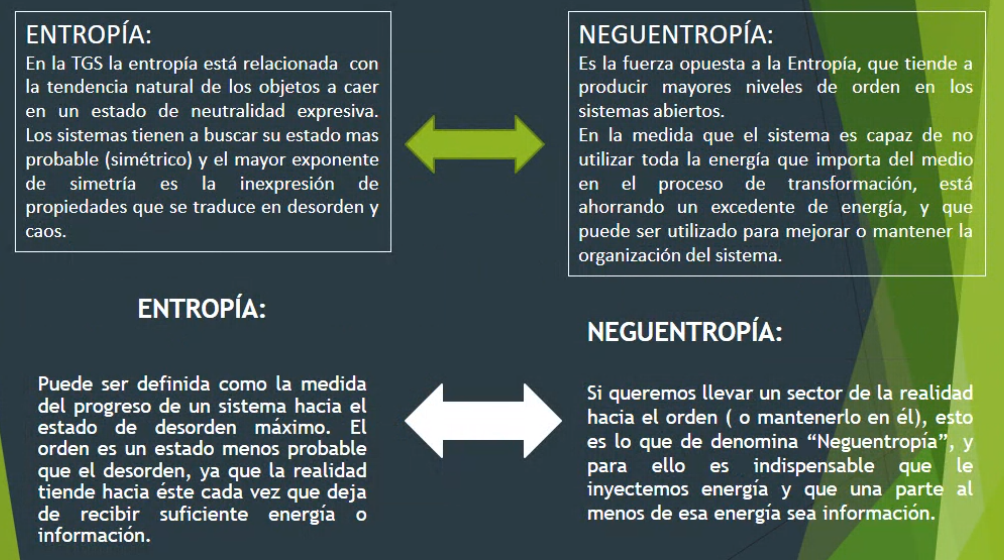 ENTROPÍA:
En la TGS la entropía está relacionada con
la tendencia natural de los objetos a caer
en un estado de neutralidad expresiva.
Los sistemas tienen a buscar su estado mas
probable (simétrico) y el mayor exponente
de simetría es la inexpresión de
propiedades que se traduce en desorden y
caos.
NEGUENTROPÍA:
Es la fuerza opuesta a la Entropía, que tiende a
producir mayores niveles de orden en los
sistemas abiertos.
En la medida que el sistema es capaz de no
utilizar toda la energía que importa del medio
en el proceso de transformación, está
ahorrando un excedente de energía, y que
puede ser utilizado para mejorar o mantener la
organización del sistema.
ENTROPÍA:
Puede ser definida como la medida
del progreso de un sistema hacia el
estado de desorden máximo. El
orden es un estado menos probable
que el desorden, ya que la realidad
tiende hacia éste cada vez que deja
de recibir suficiente energía o
información.
NEGUENTROPÍA:
Si queremos llevar un sector de la realidad
hacia el orden ( o mantenerlo en él), esto
es lo que de denomina “Neguentropía”, y
para ello es indispensable que le
inyectemos energía y que una parte al
menos de esa energía sea información.